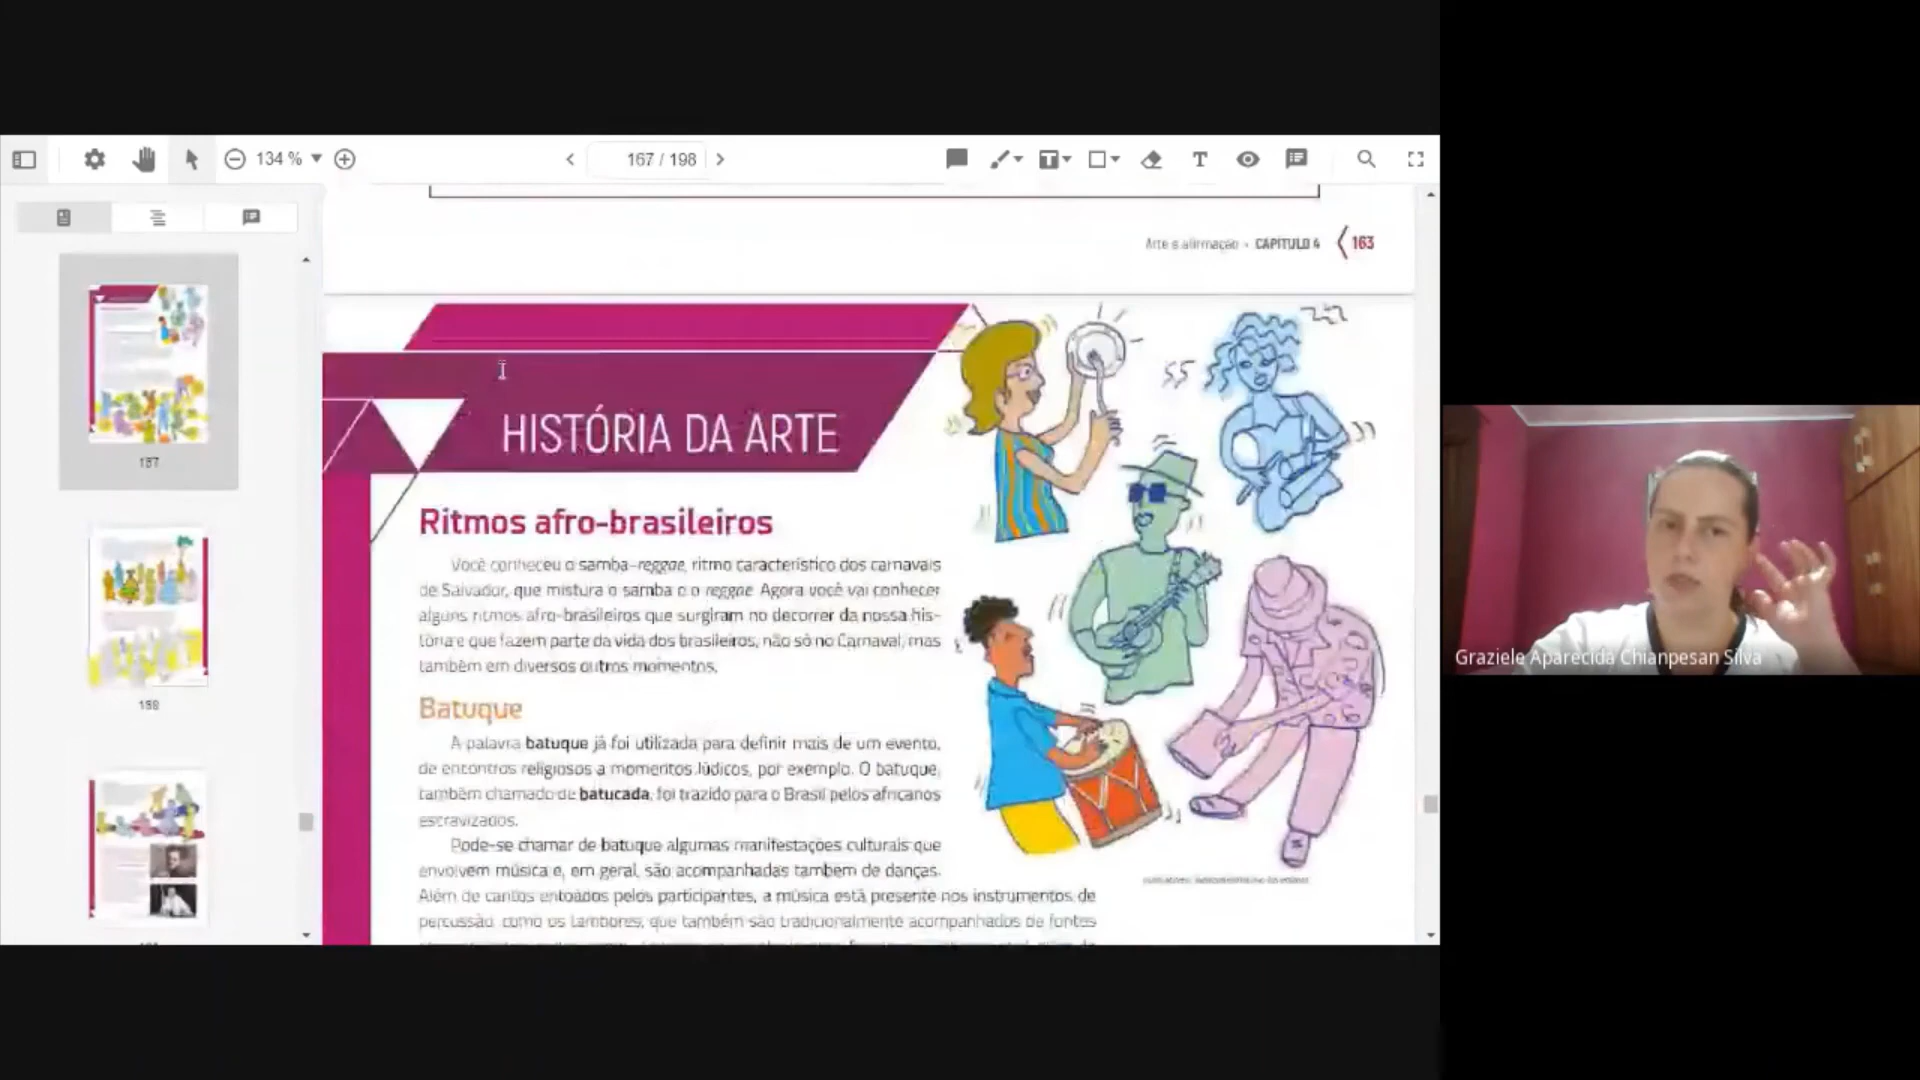 134 %
167 / 198
Arte e afirmação • CAPÍTULO 4
163
HISTÓRIA DA ARTE
Ritmos afro-brasileiros
Você conheceu o samba-reggae, ritmo característico dos carnavais
de Salvador, que mistura o samba e o reggae. Agora você vai conhecer
alguns ritmos afro-brasileiros que surgiram no decorrer da nossa his-
tória e que fazem parte da vida dos brasileiros, não só no Carnaval, mas
também em diversos outros momentos.
Batuque
A palavra batuque já foi utilizada para definir mais de um evento,
de encontros religiosos a momentos lúdicos, por exemplo. O batuque,
também chamado de batucada, foi trazido para o Brasil pelos africanos
escravizados.
Pode-se chamar de batuque algumas manifestações culturais que
envolvem música e, em geral, são acompanhadas também de danças.
Além de cantos entoados pelos participantes, a música está presente nos instrumentos de
percussão, como os tambores, que também são tradicionalmente acompanhados de fontes
167
168
Graziele Aparecida Chianpesan Silva